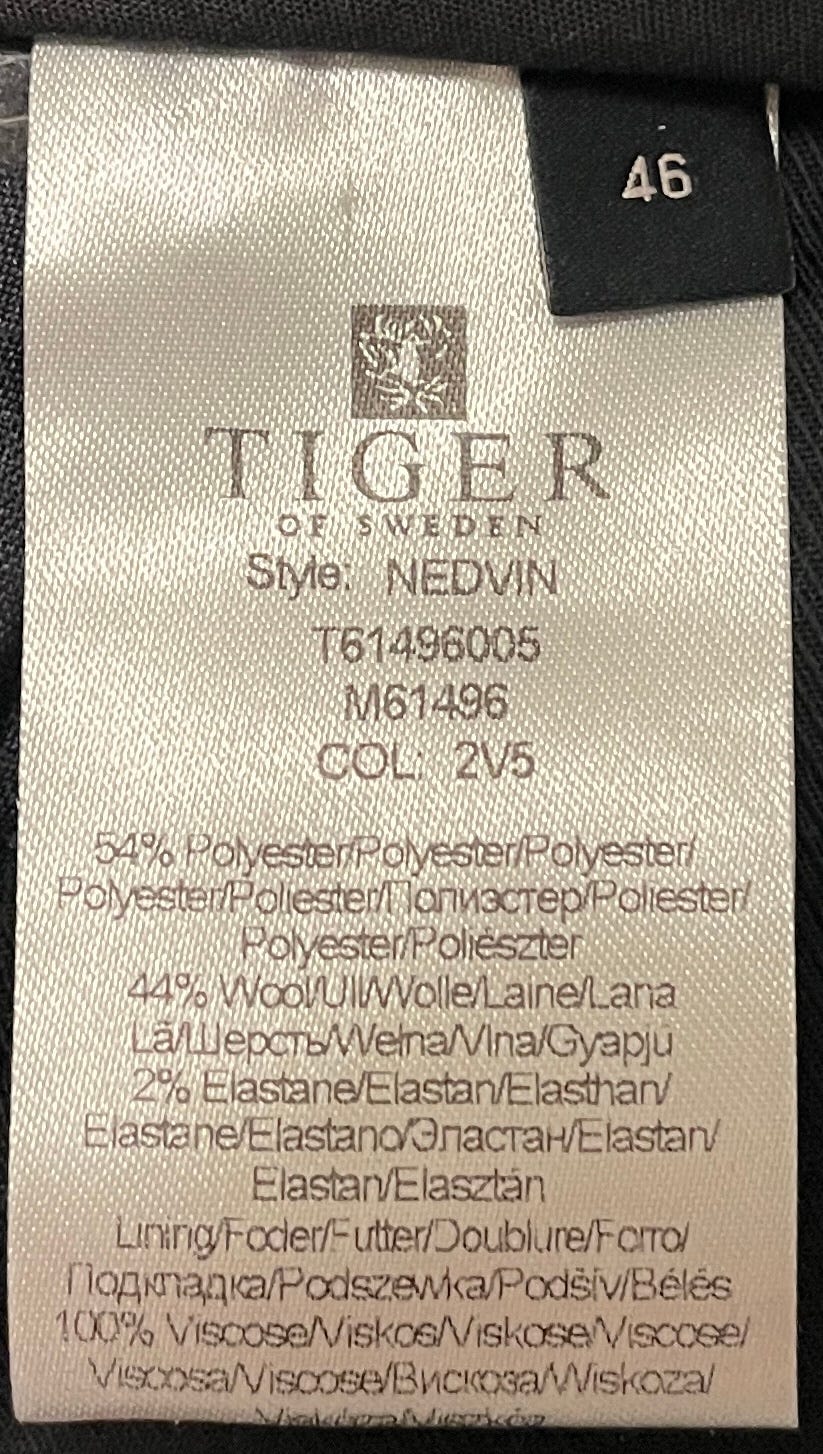 46
TIGER
OF SWEDEN
Style: NEDVIN
T61496005
M61496
COL: 2V5
54% Polyester/Polyester/Polyester/
Polyester/Poliester/Полиэстер/Poliester/
Polyester/Poliészter
44% Wool/Ull/Wolle/Laine/Lana
Lã/Шерсть/Wełna/Vlna/Gyapjú
2% Elastane/Elastan/Elasthan/
Elastane/Elastano/Эластан/Elastan/
Elastan/Elasztán
Lining/Foder/Futter/Doublure/Forro/
Подкладка/Podszewka/Podšív/Bélés
100% Viscose/Viskos/Viskose/Viscose/
Viscosa/Viscose/Вискоза/Wiskoza/